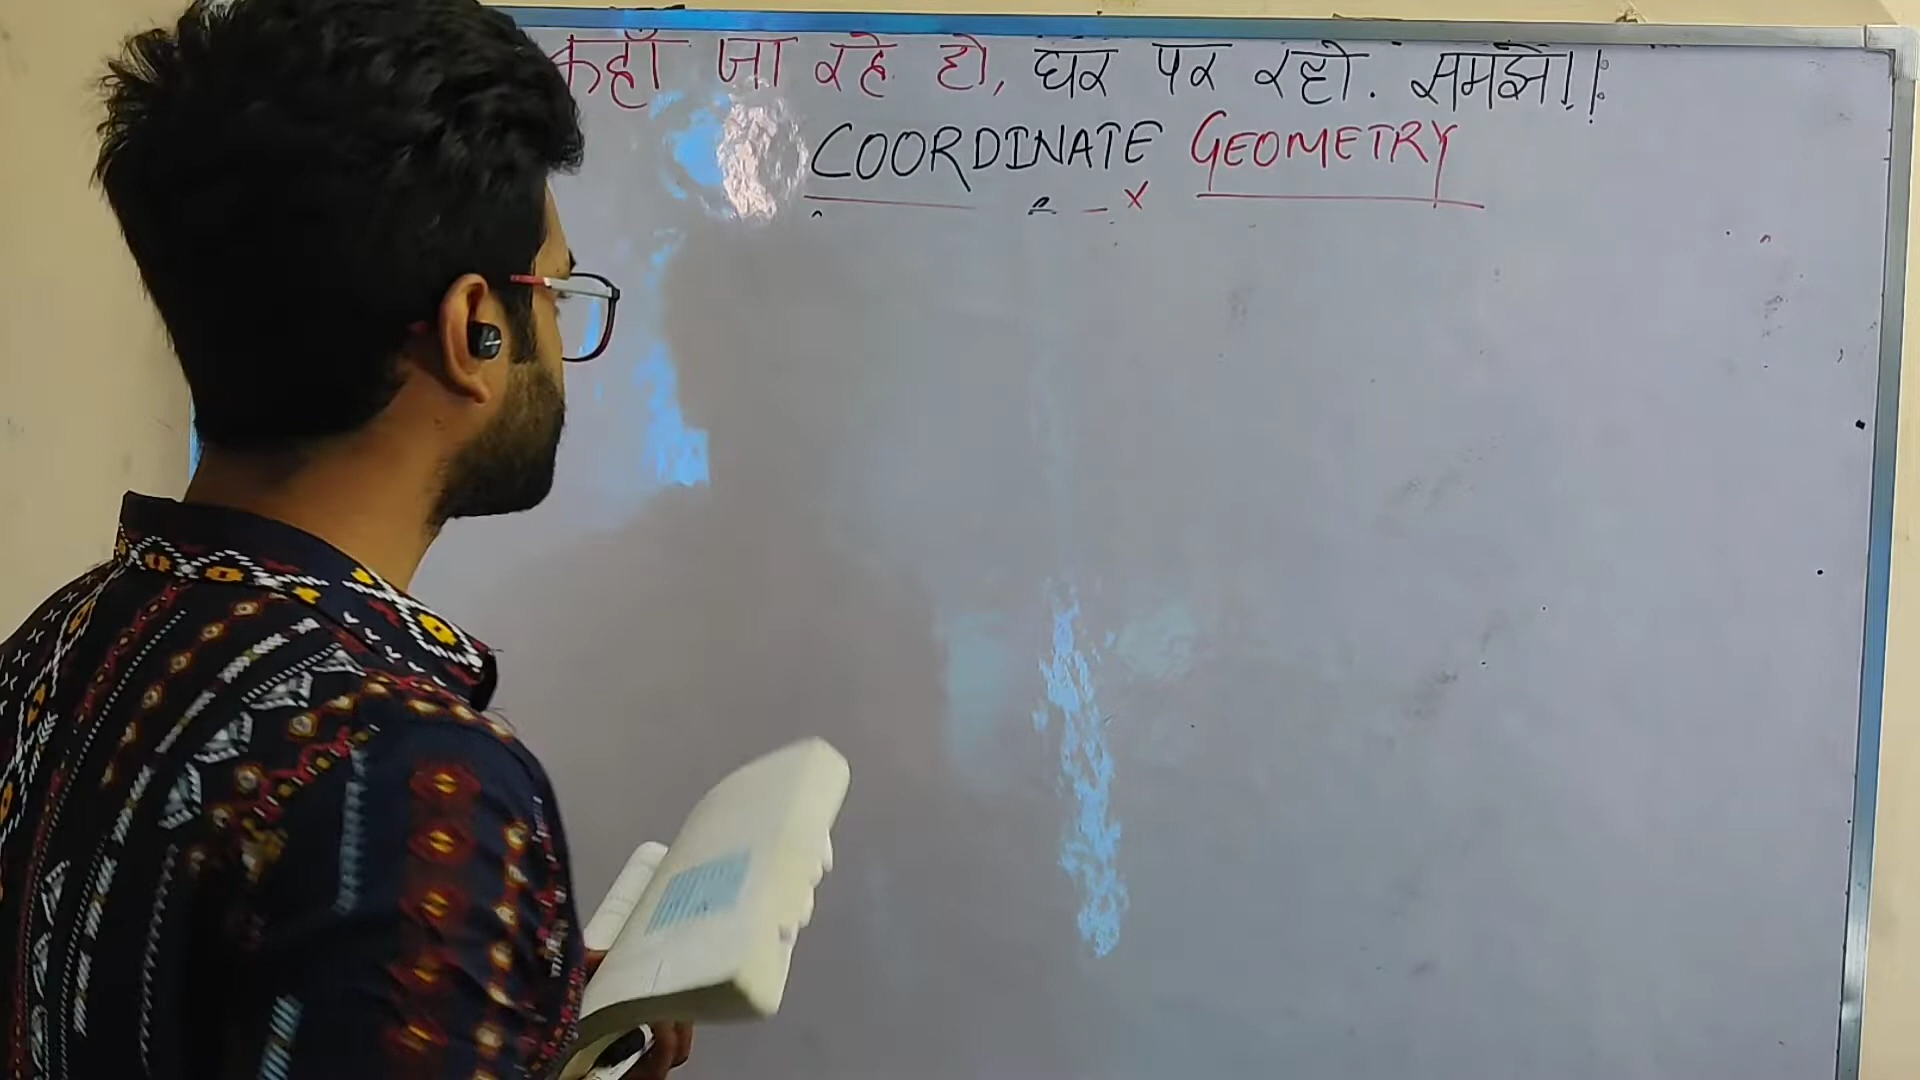 कहाँ जा रहे हो, घर पर रहो. समझे!!
COORDINATE GEOMETRY
x